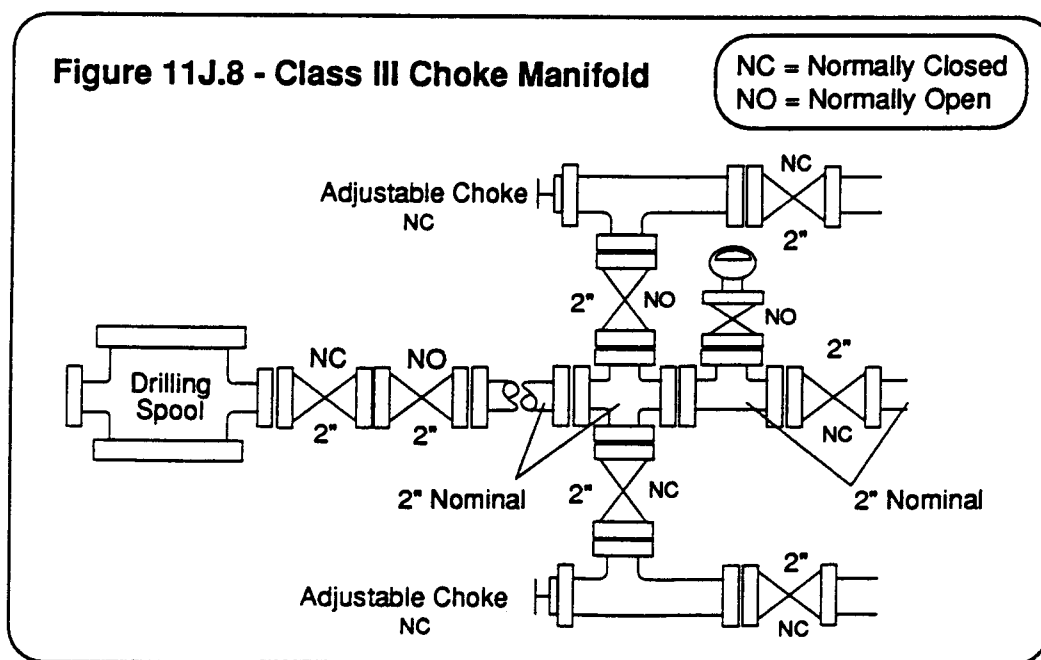 Figure 11J.8 - Class III Choke Manifold
NC = Normally Closed
NO = Normally Open
Adjustable Choke
NC
NC
2"
2"
NO
NO
2"
NC
NO
Drilling
Spool
2"
2"
NC
2" Nominal
2"
NC
2" Nominal
2"
Adjustable Choke
NC
NC